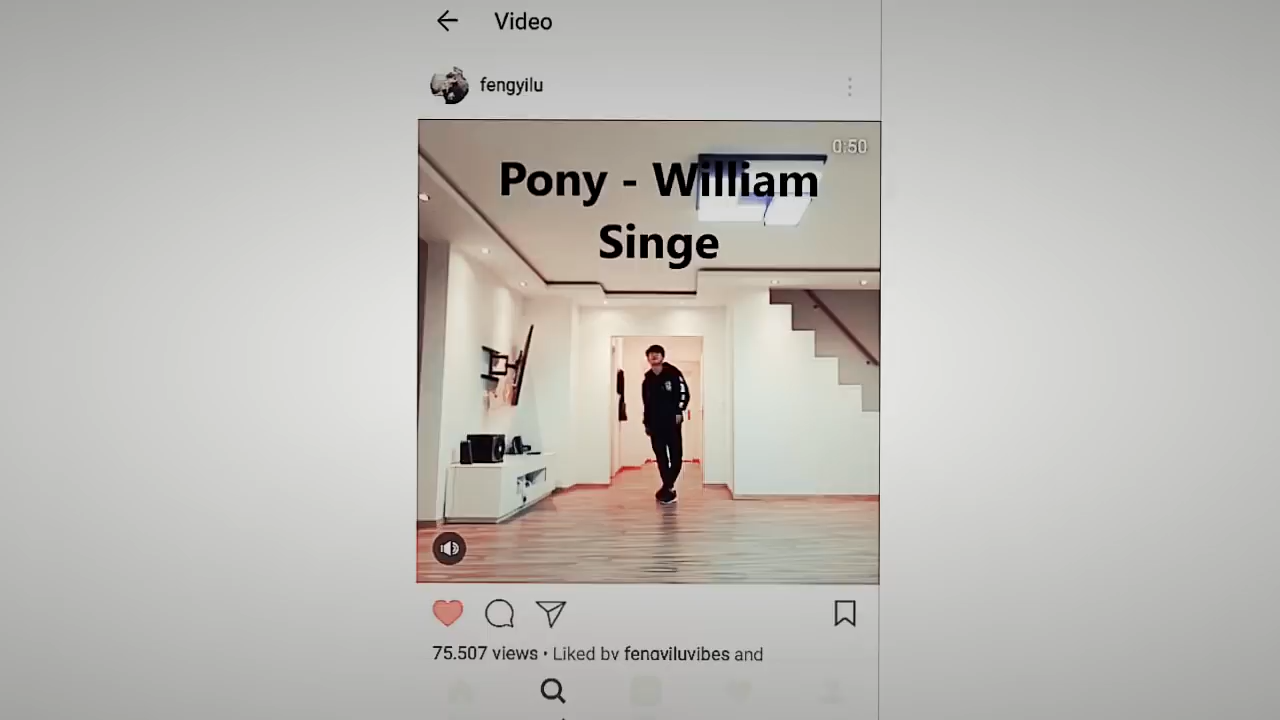 Video
fengyilu
0:50
Pony - William
Singe
75.507 views • Liked by fengyiluvibes and